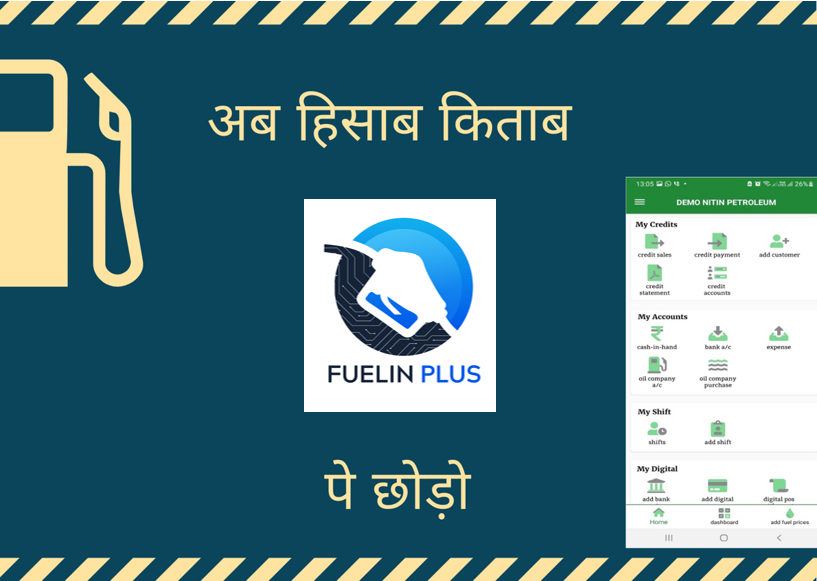 अब हिसाब किताब
FUELIN PLUS
पे छोड़ो
13:05 26%
DEMO NITIN PETROLEUM
My Credits
credit sales credit payment add customer
credit statement credit accounts
My Accounts
cash-in-hand bank a/c expense
oil company a/c oil company purchase
My Shift
shifts add shift
My Digital
add bank add digital digital pos
Home dashboard add fuel prices